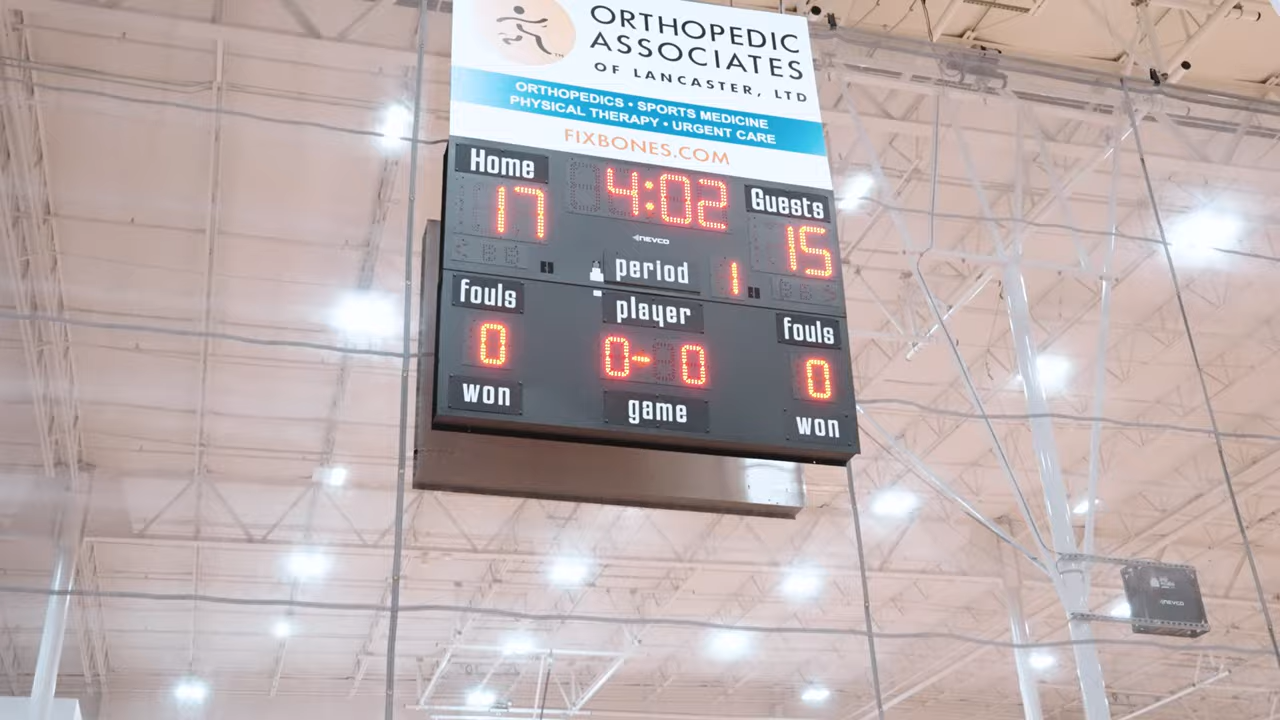 ORTHOPEDIC
ASSOCIATES
OF LANCASTER, LTD
ORTHOPEDICS • SPORTS MEDICINE
PHYSICAL THERAPY • URGENT CARE
FIXBONES.COM
Home 4:02 Guests
17 15
NEVCO
period 1
fouls player fouls
0 0- 0 0
won game won
NEVCO